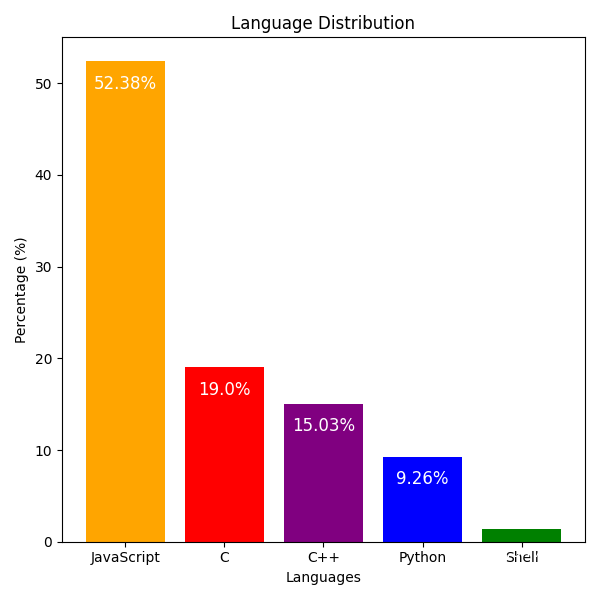 Language Distribution
Percentage (%)
50
40
30
20
10
0
52.38%
19.0%
15.03%
9.26%
JavaScript
C
C++
Python
Shell
Languages